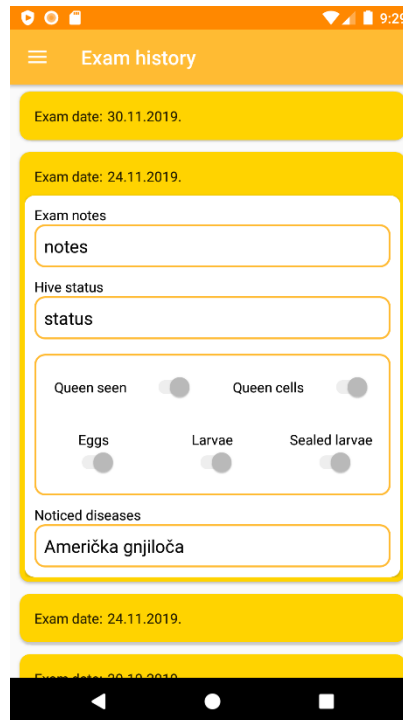 9:29
Exam history
Exam date: 30.11.2019.
Exam date: 24.11.2019.
Exam notes
notes
Hive status
status
Queen seen Queen cells
Eggs Larvae Sealed larvae
Noticed diseases
Američka gnjiloča
Exam date: 24.11.2019.